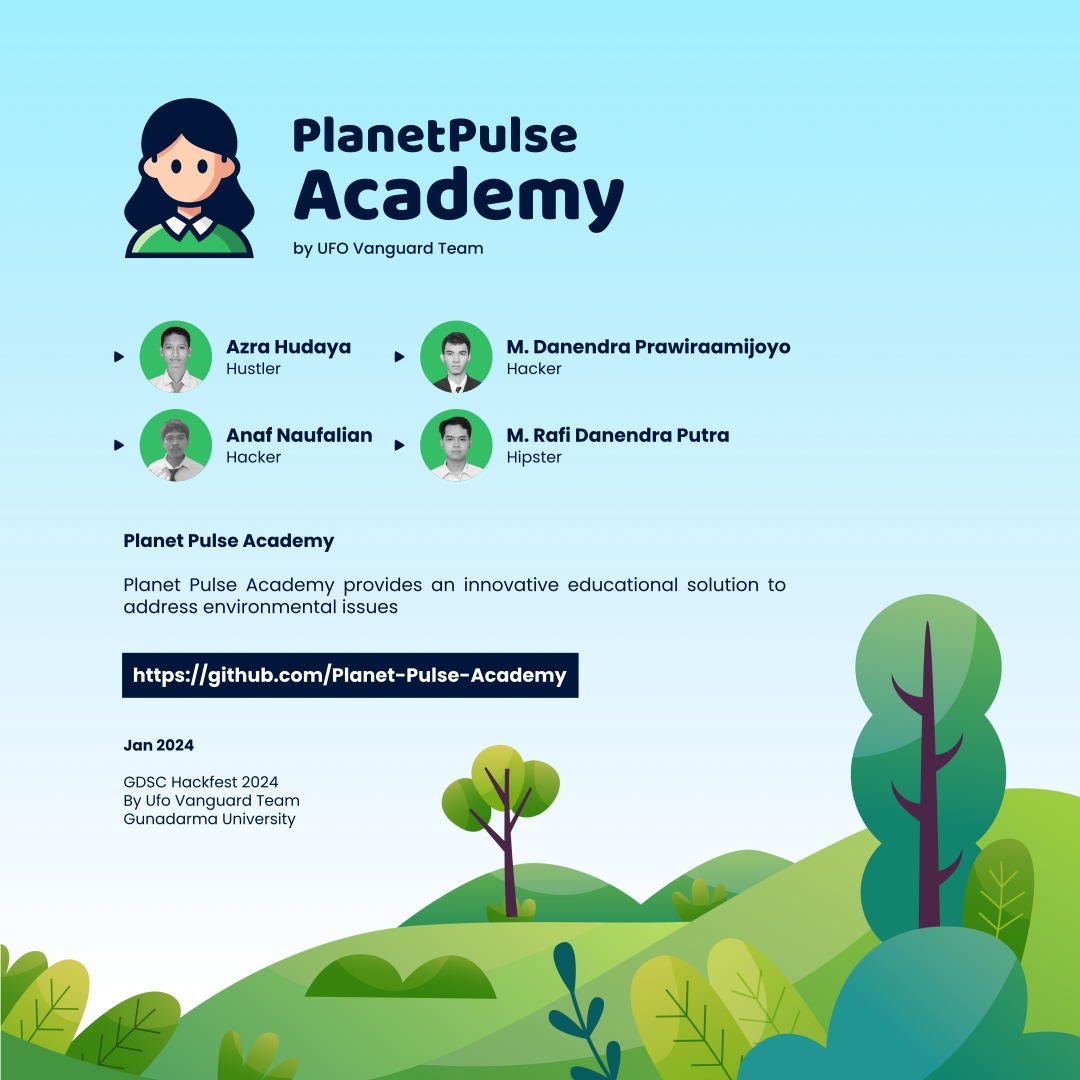 PlanetPulse
Academy
by UFO Vanguard Team
Azra Hudaya
Hustler
M. Danendra Prawiraamijoyo
Hacker
Anaf Naufalian
Hacker
M. Rafi Danendra Putra
Hipster
Planet Pulse Academy
Planet Pulse Academy provides an innovative educational solution to
address environmental issues
https://github.com/Planet-Pulse-Academy
Jan 2024
GDSC Hackfest 2024
By Ufo Vanguard Team
Gunadarma University